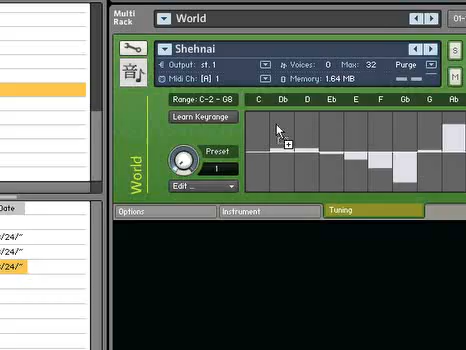 Multi
Rack
World
01-
Shehnai
S
Output: st. 1
Voices: 0 Max: 32 Purge
Midi Ch: [A] 1
Memory: 1.64 MB
M
Range: C-2 - G8
C Db D Eb E F Gb G Ab
Learn Keyrange
Preset
1
Edit ...
World
Options
Instrument
Tuning
Date
/24/~
/24/~
/24/~